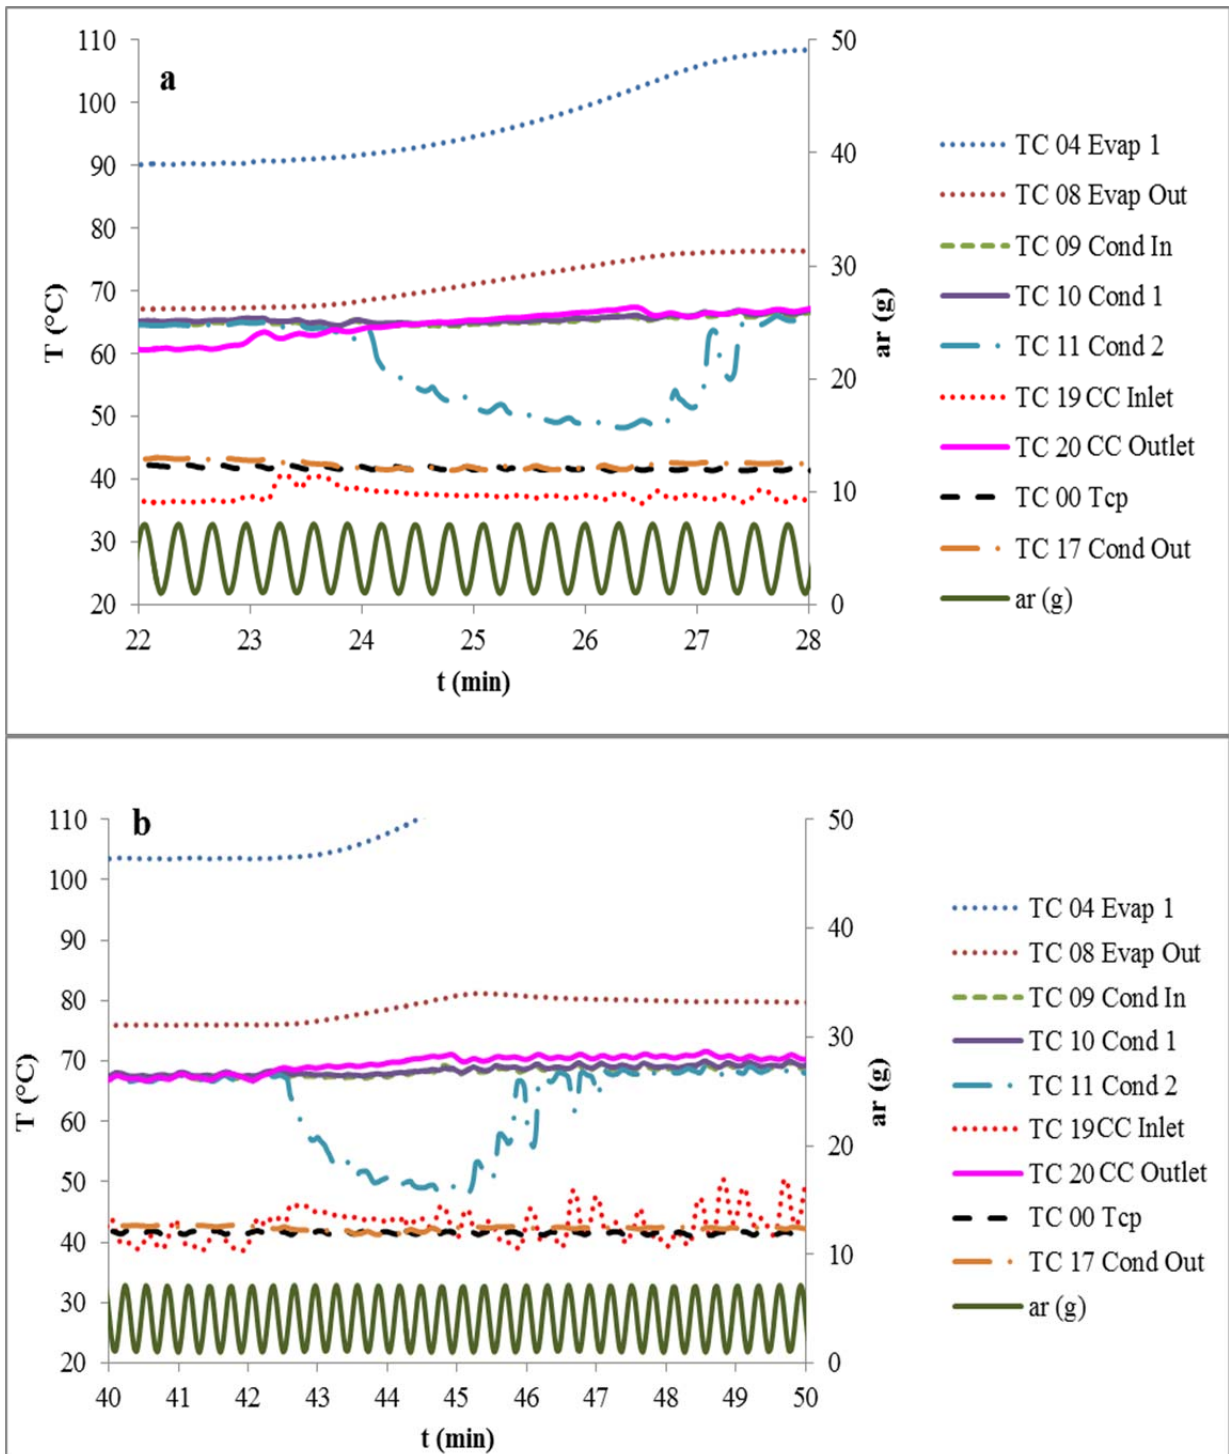 a
110
100
90
80
70
60
50
40
30
20
T (°C)
50
40
30
20
10
0
ar (g)
22 23 24 25 26 27 28
t (min)
TC 04 Evap 1
TC 08 Evap Out
TC 09 Cond In
TC 10 Cond 1
TC 11 Cond 2
TC 19 CC Inlet
TC 20 CC Outlet
TC 00 Tcp
TC 17 Cond Out
ar (g)
b
110
100
90
80
70
60
50
40
30
20
T (°C)
50
40
30
20
10
0
ar (g)
40 41 42 43 44 45 46 47 48 49 50
t (min)
TC 04 Evap 1
TC 08 Evap Out
TC 09 Cond In
TC 10 Cond 1
TC 11 Cond 2
TC 19 CC Inlet
TC 20 CC Outlet
TC 00 Tcp
TC 17 Cond Out
ar (g)